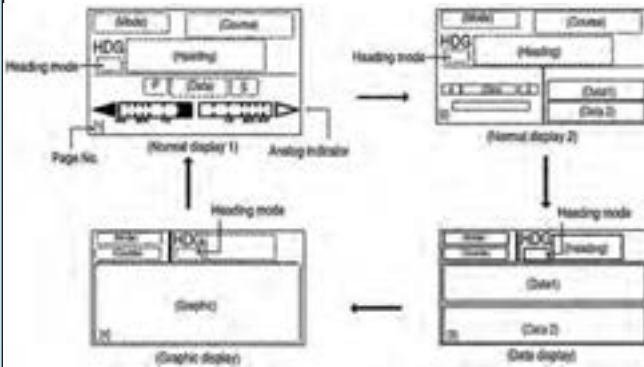 (Mode) (Course)
HDG
(Heading)
Heading mode
P (Data) S
Page No.
(Normal display 1)
Analog indicator
(Mode) (Course)
HDG
(Heading)
Heading mode
(Data1)
(Data 2)
(Normal display 2)
Heading mode
HDG
(Graphic)
(Graphic display)
Heading mode
HDG
(Heading)
(Data1)
(Data 2)
(Data display)